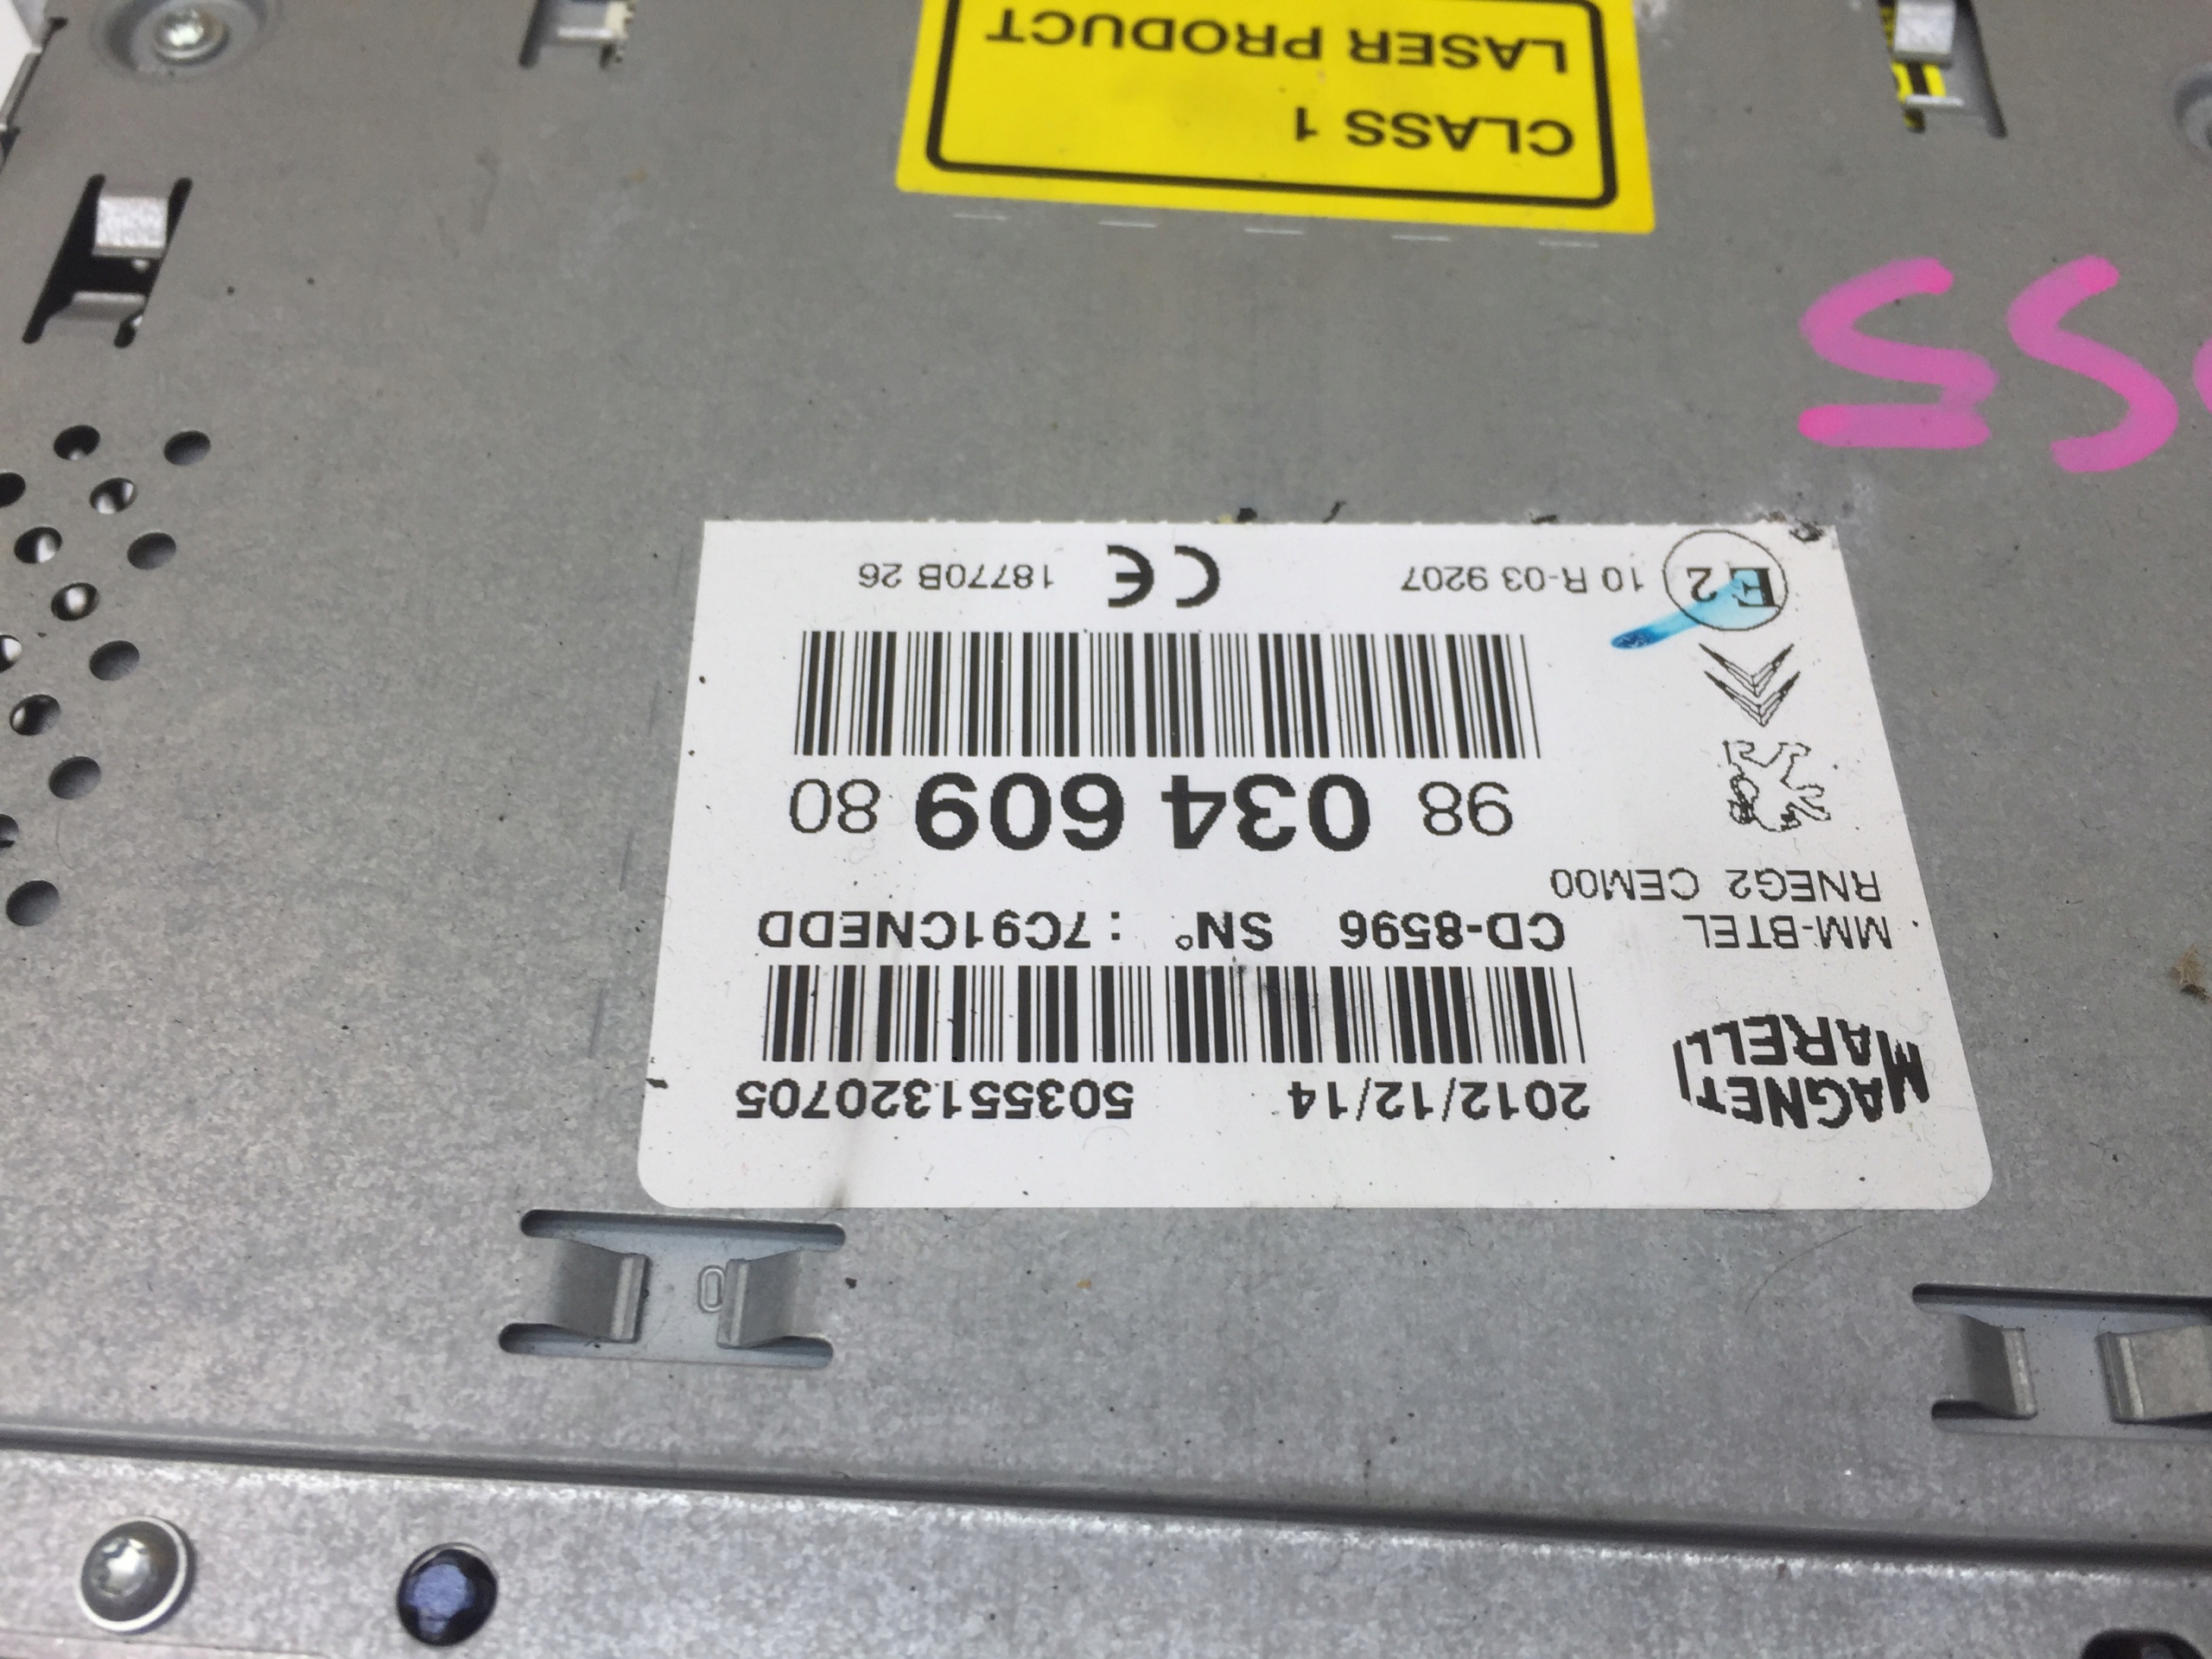 MAGNETI
MARELLI
2012/12/14 503551320705
MM-BTEL
RNEG2 CEM00
CD-8596 SN° :7C91CNEDD
98 034 609 80
E2 10 R-03 9207 CE 18770B 26
CLASS 1
LASER PRODUCT